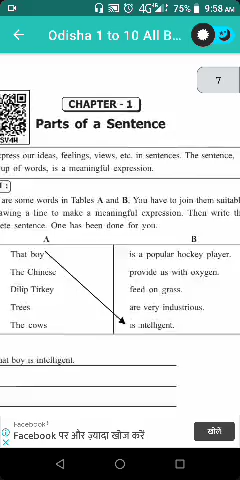 4G 75% 9:58 AM
Odisha 1 to 10 All B...
7
SV4H
CHAPTER - 1
Parts of a Sentence
xpress our ideas, feelings, views, etc. in sentences. The sentence,
up of words, is a meaningful expression.
are some words in Tables A and B. You have to join them suitabl
awing a line to make a meaningful expression. Then write th
ete sentence. One has been done for you.
A B
That boy is a popular hockey player.
The Chinese provide us with oxygen.
Dilip Tirkey feed on grass.
Trees are very industrious.
The cows is intelligent.
hat boy is intelligent.
Facebook®
Facebook पर और ज़्यादा खोज करें
खोलें